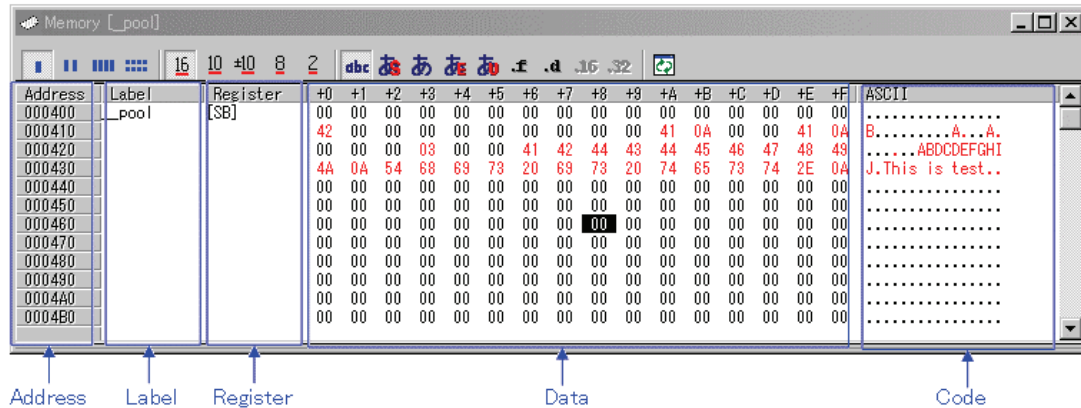 Memory [_pool]
16 10 ±10 8 2 abc あS あ あE あD .f .d .16 .32
Address Label Register +0 +1 +2 +3 +4 +5 +6 +7 +8 +9 +A +B +C +D +E +F ASCII
000400 _pool [SB] 00 00 00 00 00 00 00 00 00 00 00 00 00 00 00 00 ................
000410 42 00 00 00 00 00 00 00 00 00 41 0A 00 00 41 0A B.........A...A.
000420 00 00 00 03 00 00 41 42 44 43 44 45 46 47 48 49 ......ABDCDEFGHI
000430 4A 0A 54 68 69 73 20 69 73 20 74 65 73 74 2E 0A J.This is test..
000440 00 00 00 00 00 00 00 00 00 00 00 00 00 00 00 00 ................
000450 00 00 00 00 00 00 00 00 00 00 00 00 00 00 00 00 ................
000460 00 00 00 00 00 00 00 00 00 00 00 00 00 00 00 00 ................
000470 00 00 00 00 00 00 00 00 00 00 00 00 00 00 00 00 ................
000480 00 00 00 00 00 00 00 00 00 00 00 00 00 00 00 00 ................
000490 00 00 00 00 00 00 00 00 00 00 00 00 00 00 00 00 ................
0004A0 00 00 00 00 00 00 00 00 00 00 00 00 00 00 00 00 ................
0004B0 00 00 00 00 00 00 00 00 00 00 00 00 00 00 00 00 ................
Address Label Register Data Code